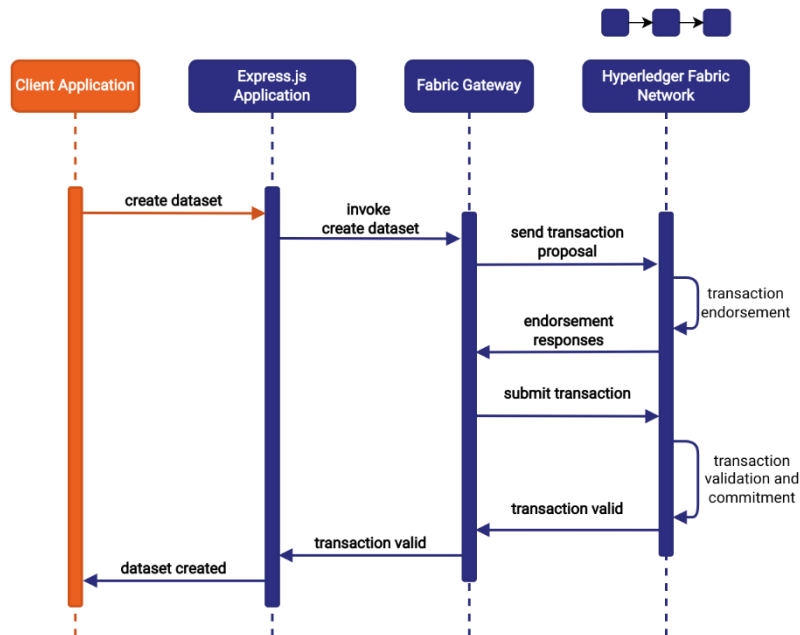 Client Application
Express.js
Application
Fabric Gateway
Hyperledger Fabric
Network
create dataset
invoke
create dataset
send transaction
proposal
transaction
endorsement
endorsement
responses
submit transaction
transaction
validation and
commitment
transaction valid
transaction valid
dataset created